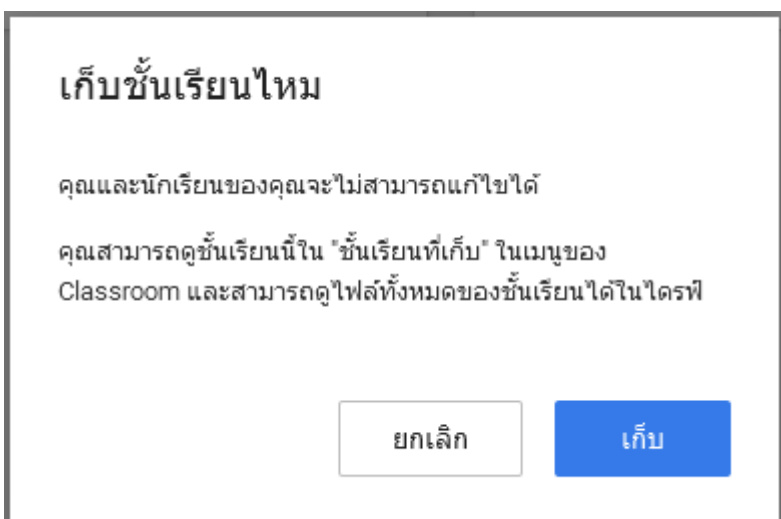 เก็บชั้นเรียนไหม
คุณและนักเรียนของคุณจะไม่สามารถแก้ไขได้
คุณสามารถดูชั้นเรียนนี้ใน "ชั้นเรียนที่เก็บ" ในเมนูของ
Classroom และสามารถดูไฟล์ทั้งหมดของชั้นเรียนได้ในไดรฟ์
ยกเลิก
เก็บ